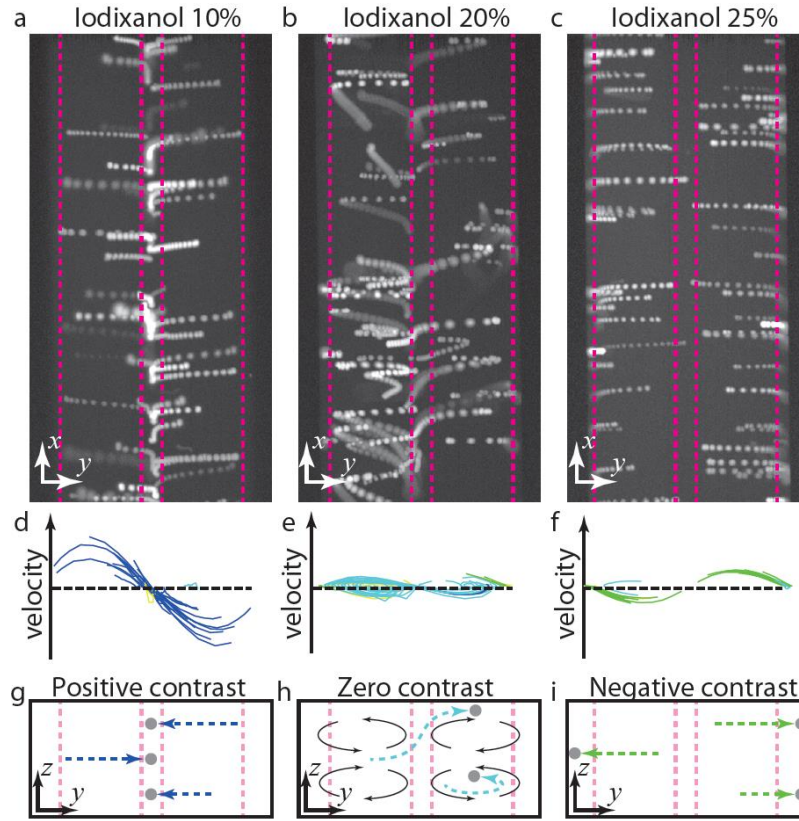 a Iodixanol 10% b Iodixanol 20% c Iodixanol 25%
x y x y x y
d e f
velocity velocity velocity
g Positive contrast h Zero contrast i Negative contrast
z y z y z y